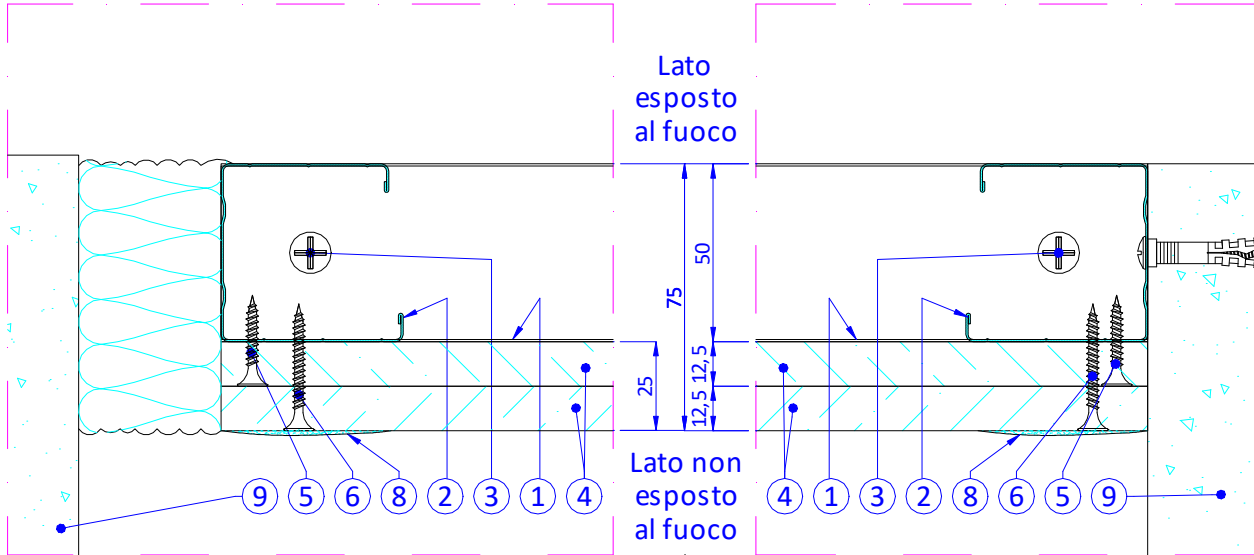 Lato
esposto
al fuoco
75
50
25
12,5
12,5
Lato non
esposto
al fuoco
9 5 6 8 2 3 1 4
4 1 3 2 8 6 5 9